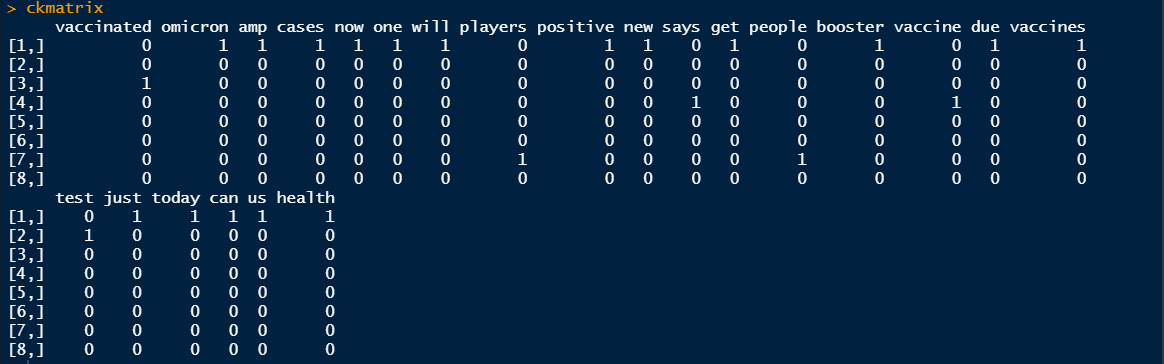 > ckmatrix
vaccinated omicron amp cases now one will players positive new says get people booster vaccine due vaccines
[1,] 0 1 1 1 1 1 1 0 1 1 0 1 0 1 0 1 1
[2,] 0 0 0 0 0 0 0 0 0 0 0 0 0 0 0 0 0
[3,] 1 0 0 0 0 0 0 0 0 0 0 0 0 0 0 0 0
[4,] 0 0 0 0 0 0 0 0 0 0 1 0 0 0 1 0 0
[5,] 0 0 0 0 0 0 0 0 0 0 0 0 0 0 0 0 0
[6,] 0 0 0 0 0 0 0 0 0 0 0 0 0 0 0 0 0
[7,] 0 0 0 0 0 0 0 1 0 0 0 0 1 0 0 0 0
[8,] 0 0 0 0 0 0 0 0 0 0 0 0 0 0 0 0 0
test just today can us health
[1,] 0 1 1 1 1 1
[2,] 1 0 0 0 0 0
[3,] 0 0 0 0 0 0
[4,] 0 0 0 0 0 0
[5,] 0 0 0 0 0 0
[6,] 0 0 0 0 0 0
[7,] 0 0 0 0 0 0
[8,] 0 0 0 0 0 0